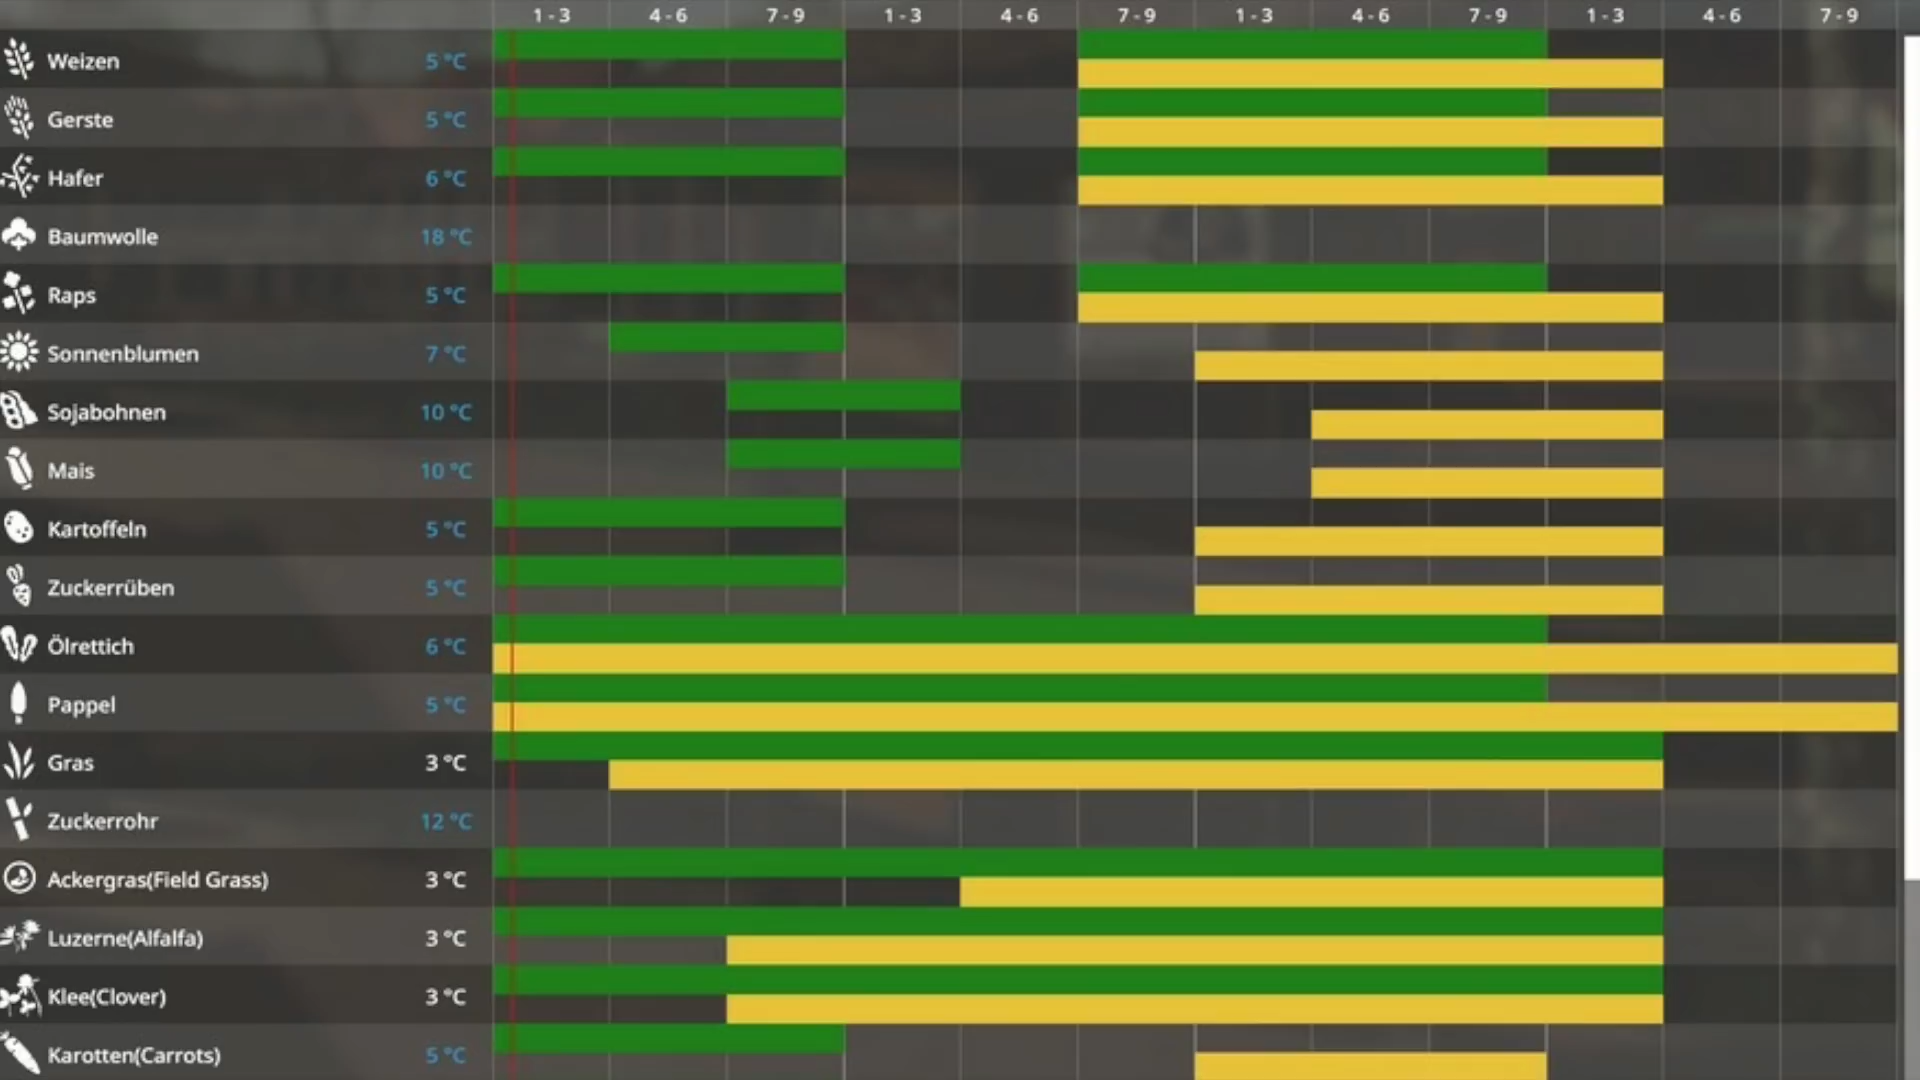 1 - 3 4 - 6 7 - 9 1 - 3 4 - 6 7 - 9 1 - 3 4 - 6 7 - 9 1 - 3 4 - 6 7 - 9
Weizen 5 °C
Gerste 5 °C
Hafer 6 °C
Baumwolle 18 °C
Raps 5 °C
Sonnenblumen 7 °C
Sojabohnen 10 °C
Mais 10 °C
Kartoffeln 5 °C
Zuckerrüben 5 °C
Ölrettich 6 °C
Pappel 5 °C
Gras 3 °C
Zuckerrohr 12 °C
Ackergras(Field Grass) 3 °C
Luzerne(Alfalfa) 3 °C
Klee(Clover) 3 °C
Karotten(Carrots) 5 °C